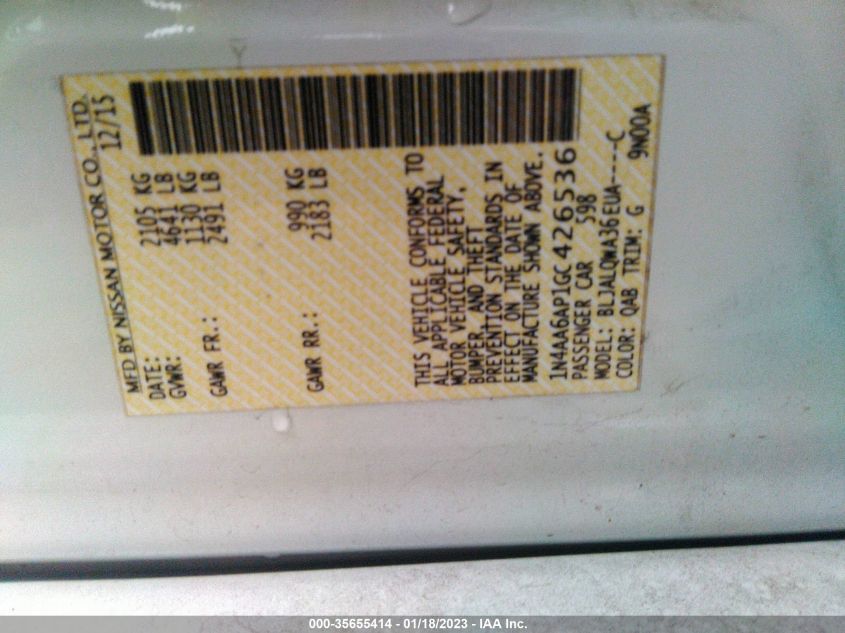 MFD BY NISSAN MOTOR CO., LTD.
DATE: 12/15
GVWR: 2105 KG
4641 LB
GAWR FR.: 1130 KG
2491 LB
GAWR RR.: 990 KG
2183 LB
THIS VEHICLE CONFORMS TO
ALL APPLICABLE FEDERAL
MOTOR VEHICLE SAFETY,
BUMPER, AND THEFT
PREVENTION STANDARDS IN
EFFECT ON THE DATE OF
MANUFACTURE SHOWN ABOVE.
1N4AA6AP1GC426536
PASSENGER CAR 598
MODEL: BLJALQWA36EUA-----C
COLOR: QAB TRIM: G 9N00A
000-35655414 - 01/18/2023 - IAA Inc.